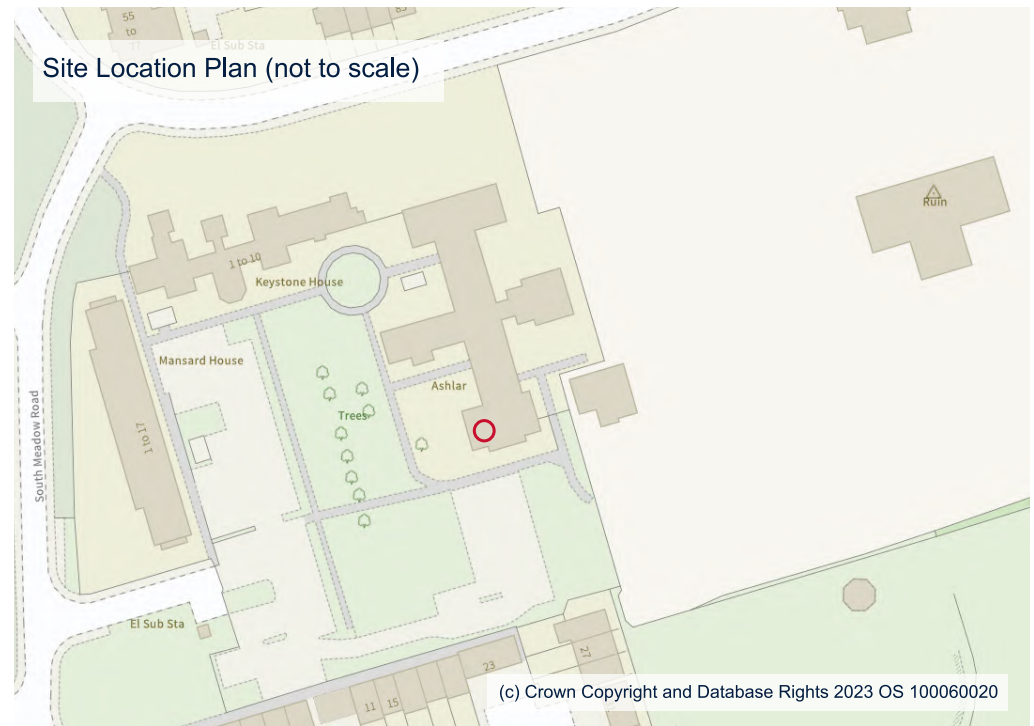 55
to
85
El Sub Sta
Site Location Plan (not to scale)
Ruin
1 to 10
Keystone House
Mansard House
Ashlar
Trees
South Meadow Road
1 to 17
El Sub Sta
23
27
11
15
(c) Crown Copyright and Database Rights 2023 OS 100060020